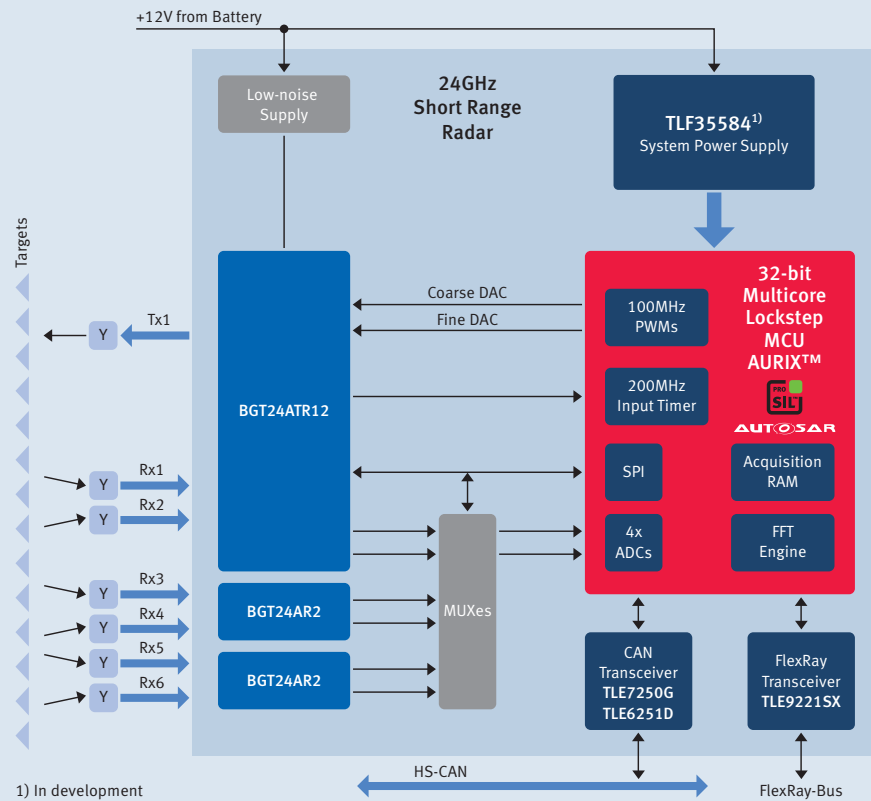 +12V from Battery
Low-noise
Supply
24GHz
Short Range
Radar
TLF35584¹⁾
System Power Supply
Targets
Y
Tx1
BGT24ATR12
Coarse DAC
Fine DAC
100MHz
PWMs
32-bit
Multicore
Lockstep
MCU
AURIX™
200MHz
Input Timer
PRO
SIL™
AUTOSAR
Y
Rx1
Y
Rx2
SPI
Acquisition
RAM
4x
ADCs
FFT
Engine
Y
Rx3
Y
Rx4
BGT24AR2
MUXes
Y
Rx5
Y
Rx6
BGT24AR2
CAN
Transceiver
TLE7250G
TLE6251D
FlexRay
Transceiver
TLE9221SX
HS-CAN
FlexRay-Bus
1) In development